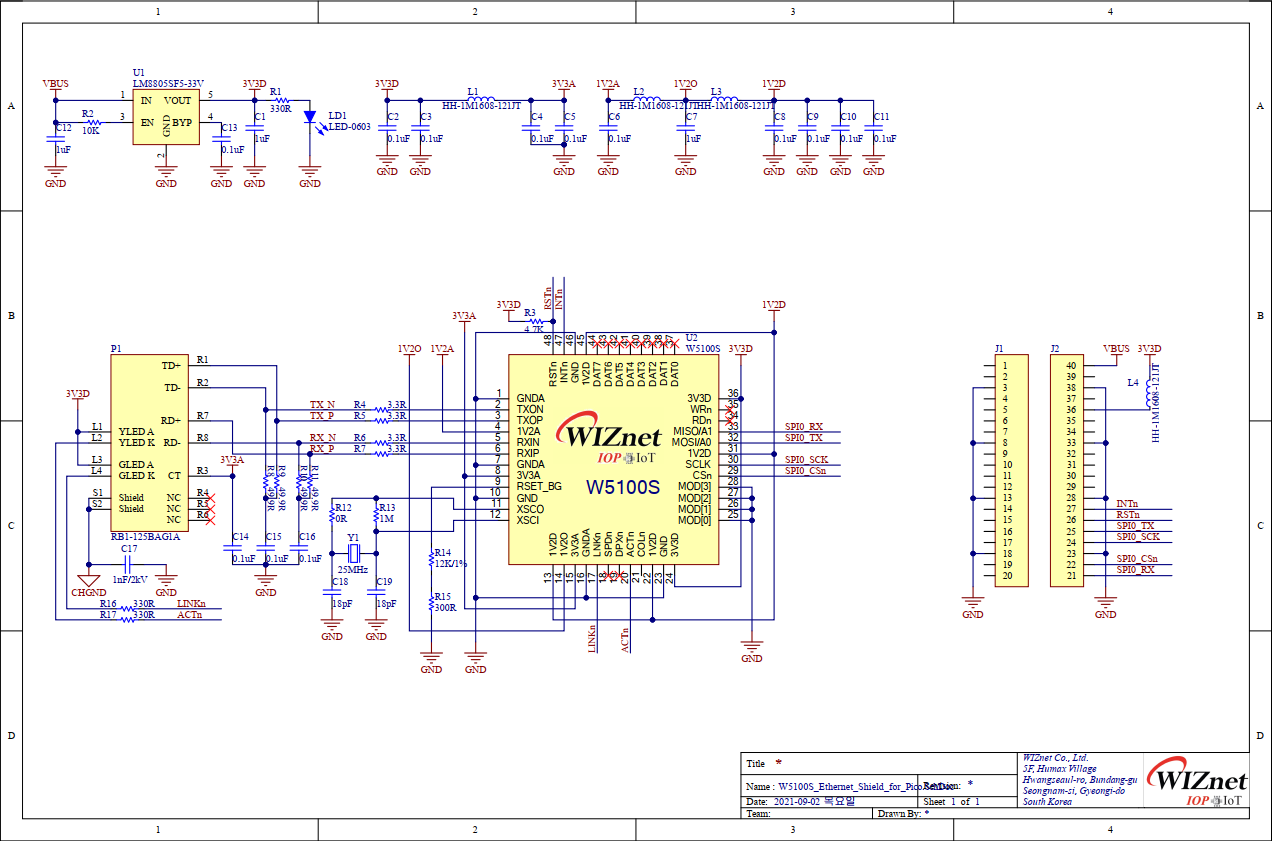 1 2 3 4
A A
VBUS U1 LM8805SF5-33V 3V3D R1 330R
1 IN VOUT 5
3 EN GND BYP 4
2
R2 10K
C12 1uF
C13 0.1uF
C1 1uF
LD1 LED-0603
GND GND GND GND GND
3V3D L1 HH-1M1608-121JT 3V3A
C2 0.1uF
C3 0.1uF
C4 0.1uF
C5 0.1uF
GND GND GND
1V2A L2 HH-1M1608-121JT 1V2O L3 HH-1M1608-121JT 1V2D
C6 0.1uF
C7 1uF
C8 0.1uF
C9 0.1uF
C10 0.1uF
C11 0.1uF
GND GND GND GND GND GND
B B
P1
TD+ R1
TD- R2
RD+ R7
RD- R8
CT R3
NC R4
NC R5
NC R6
L1 YLED A
L2 YLED K
L3 GLED A
L4 GLED K
S1 Shield
S2 Shield
RB1-125BAG1A
3V3D
3V3A
C17 1nF/2kV
CHGND GND
R16 330R LINKn
R17 330R ACTn
TX_N R4 3.3R
TX_P R5 3.3R
RX_N R6 3.3R
RX_P R7 3.3R
R8 49.9R
R9 49.9R
R10 49.9R
R11 49.9R
C14 0.1uF
C15 0.1uF
C16 0.1uF
GND
R12 0R
R13 1M
Y1 25MHz
C18 18pF
C19 18pF
GND GND
R14 12K/1%
R15 300R
GND GND
1V2O 1V2A 3V3A 3V3D
R3 4.7K
RSTn INTn
1V2D
3V3D
U2 W5100S
48 47 46 45 44 43 42 41 40 39 38 37
RSTn INTn GND 1V2D DAT7 DAT6 DAT5 DAT4 DAT3 DAT2 DAT1 DAT0
1 GNDA
2 TXON
3 TXOP
4 1V2A
5 RXIN
6 RXIP
7 GNDA
8 3V3A
9 RSET_BG
10 GND
11 XSCO
12 XSCI
3V3D 36
WRn 35
RDn 34
MISO/A1 33 SPI0_RX
MOSI/A0 32 SPI0_TX
1V2D 31
SCLK 30 SPI0_SCK
CSn 29 SPI0_CSn
MOD[3] 28
MOD[2] 27
MOD[1] 26
MOD[0] 25
WIZnet
IOP IoT
W5100S
1V2D 1V2O 3V3A GNDA LINKn SPDn DPXn ACTn COLn 1V2D GND 3V3D
13 14 15 16 17 18 19 20 21 22 23 24
LINKn ACTn
GND
J1
1
2
3
4
5
6
7
8
9
10
11
12
13
14
15
16
17
18
19
20
GND
J2
VBUS 3V3D
L4 HH-1M1608-121JT
40
39
38
37
36
35
34
33
32
31
30
29
28
27 INTn
26 RSTn
25 SPI0_TX
24 SPI0_SCK
23
22 SPI0_CSn
21 SPI0_RX
GND
C C
D D
Title *
Name : W5100S_Ethernet_Shield_for_Pico.SchDoc Revision: *
Date: 2021-09-02 목요일 Sheet 1 of 1
Team: Drawn By: *
WIZnet Co., Ltd.
5F, Humax Village
Hwangseaul-ro, Bundang-gu
Seongnam-si, Gyeongi-do
South Korea
WIZnet
IOP IoT
1 2 3 4